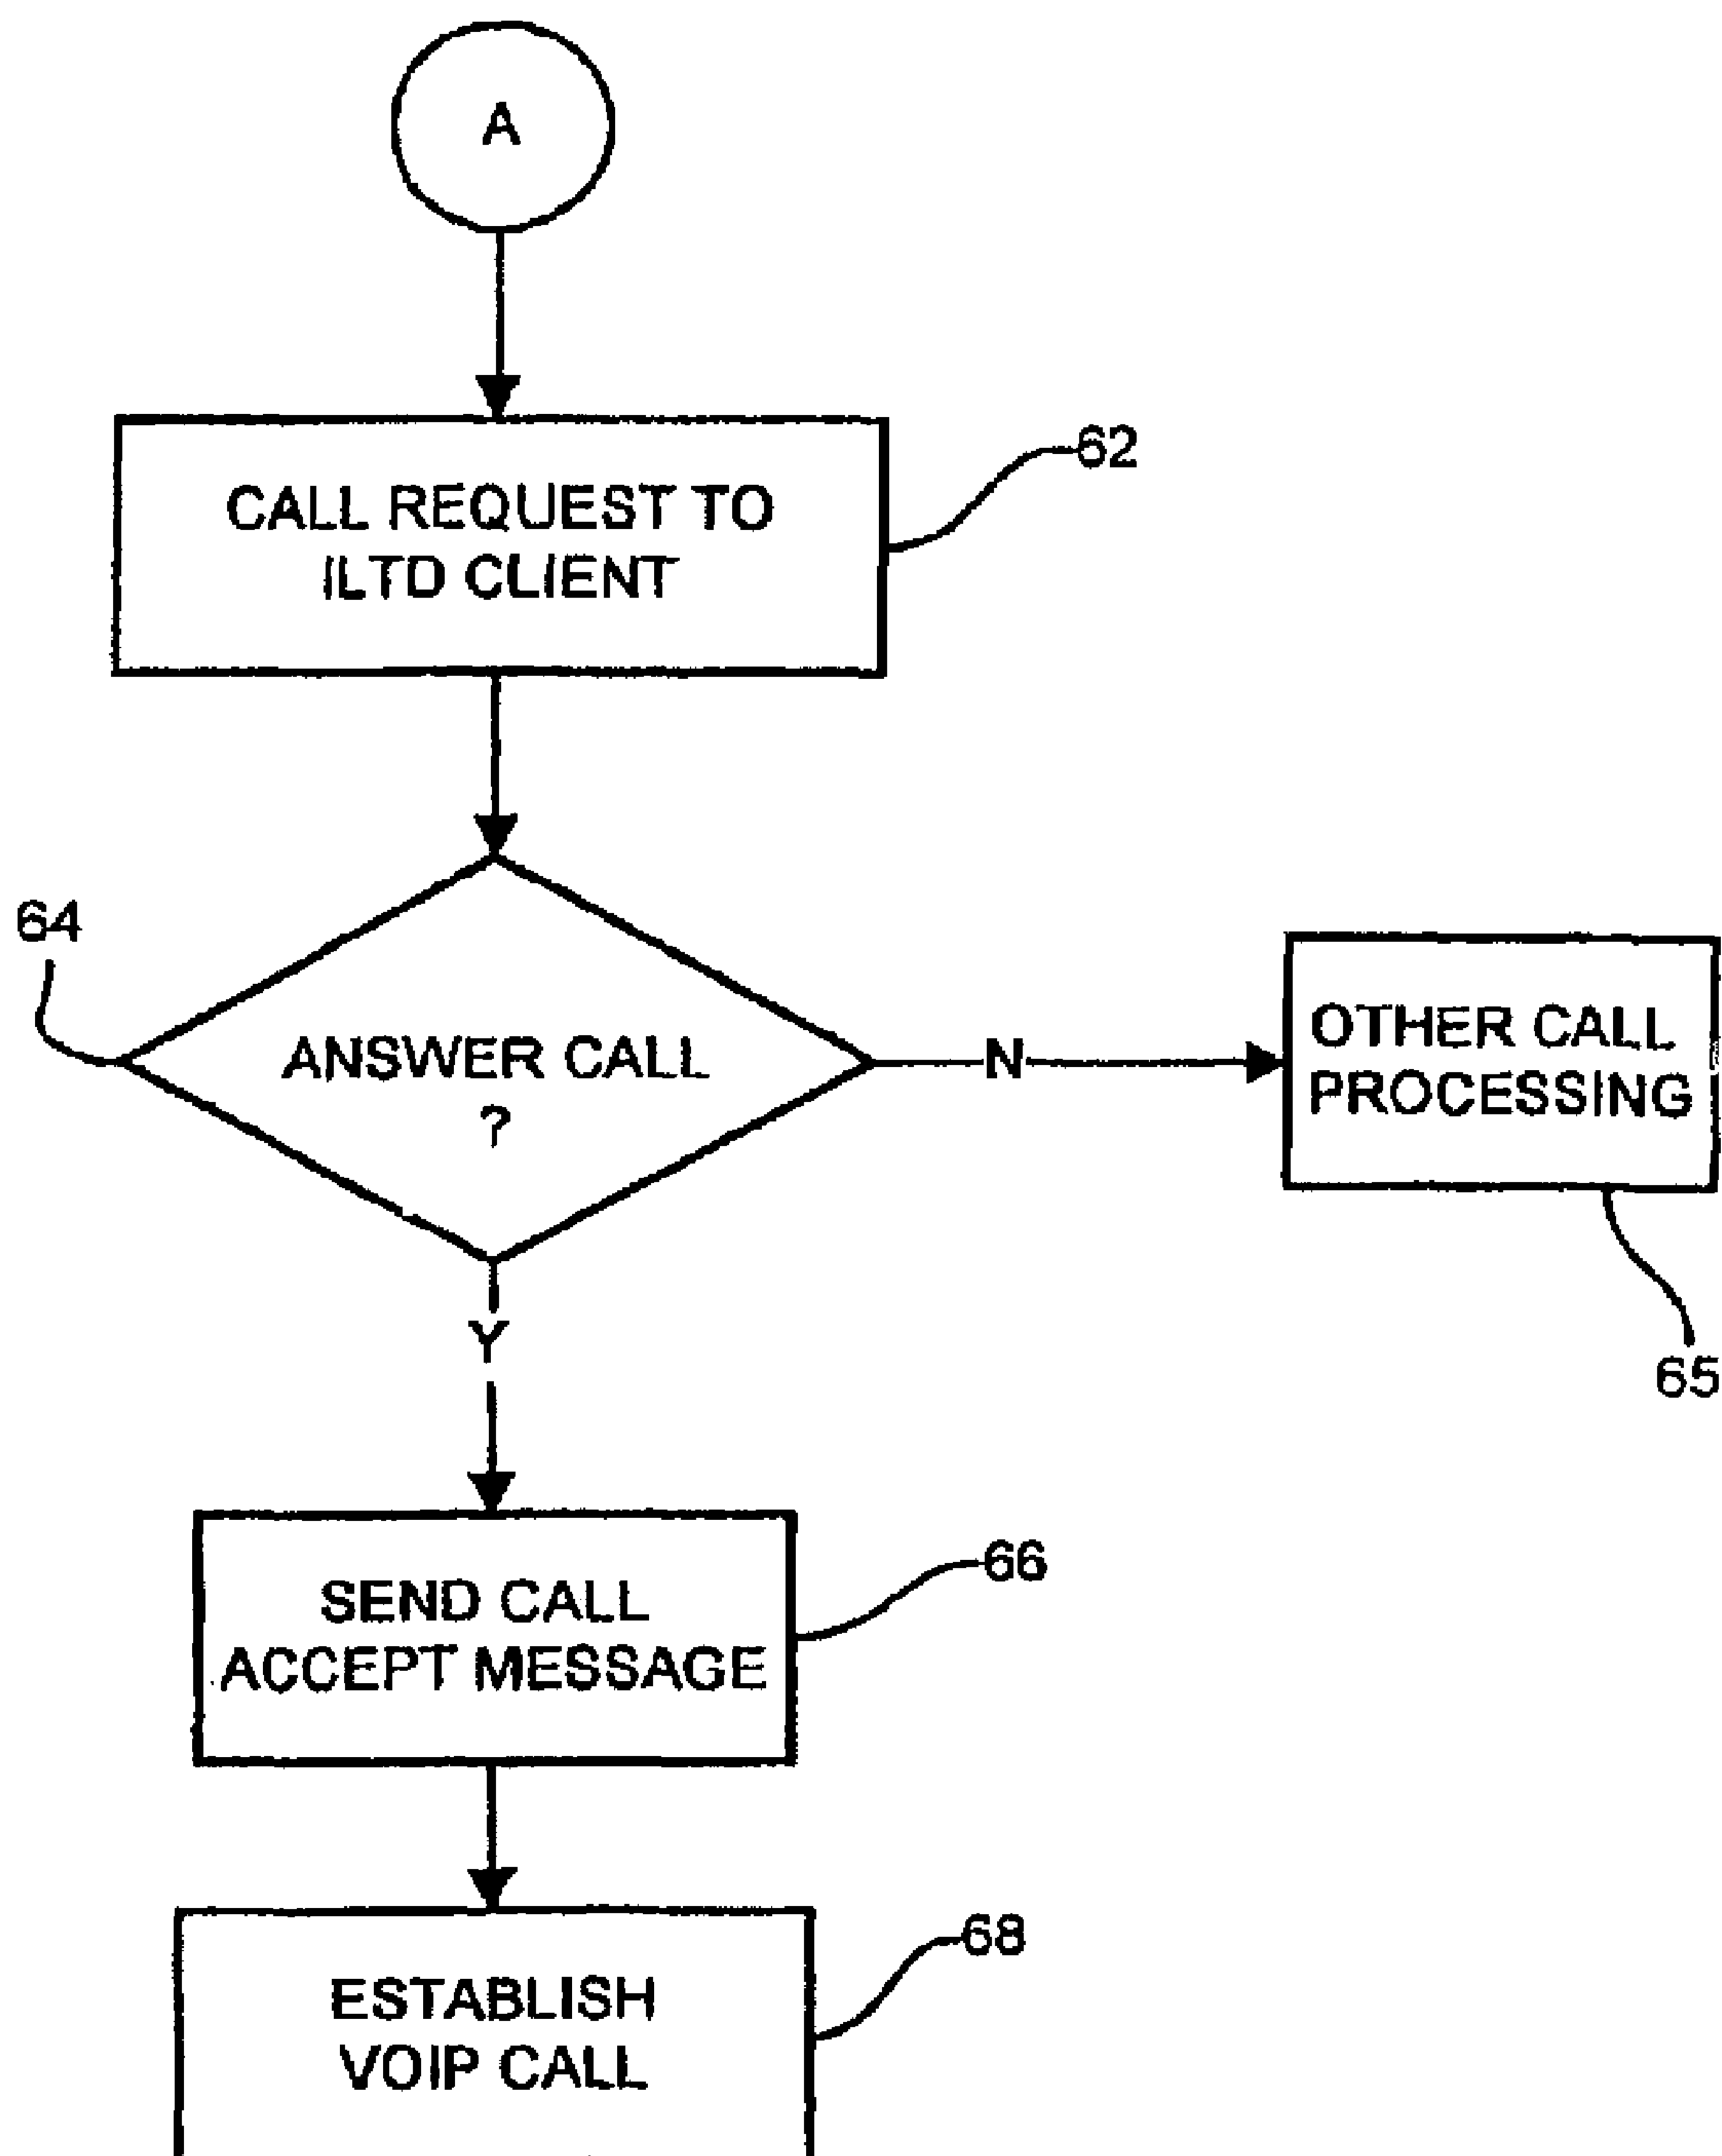 A
CALL REQUEST TO
ILTD CLIENT
62
64
ANSWER CALL
?
N
OTHER CALL
PROCESSING
65
Y
SEND CALL
ACCEPT MESSAGE
66
ESTABLISH
VOIP CALL
68